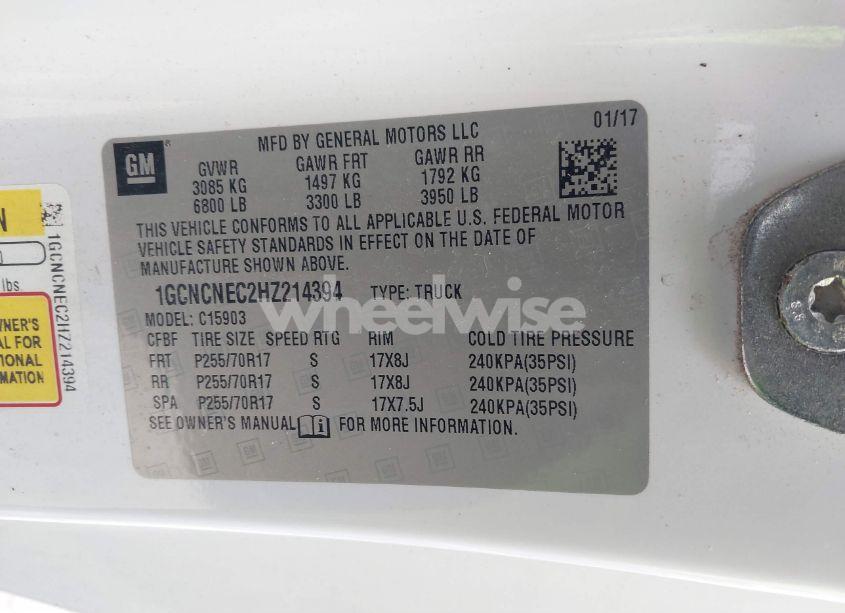 GM
MFD BY GENERAL MOTORS LLC
01/17
GVWR GAWR FRT GAWR RR
3085 KG 1497 KG 1792 KG
6800 LB 3300 LB 3950 LB
THIS VEHICLE CONFORMS TO ALL APPLICABLE U.S. FEDERAL MOTOR
VEHICLE SAFETY STANDARDS IN EFFECT ON THE DATE OF
MANUFACTURE SHOWN ABOVE.
1GCNCNEC2HZ214394 TYPE: TRUCK
MODEL: C15903
CFBF TIRE SIZE SPEED RTG RIM COLD TIRE PRESSURE
FRT P255/70R17 S 17X8J 240KPA(35PSI)
RR P255/70R17 S 17X8J 240KPA(35PSI)
SPA P255/70R17 S 17X7.5J 240KPA(35PSI)
SEE OWNER'S MANUAL FOR MORE INFORMATION.
wheelwise
lbs
1GCNCNEC2HZ214394